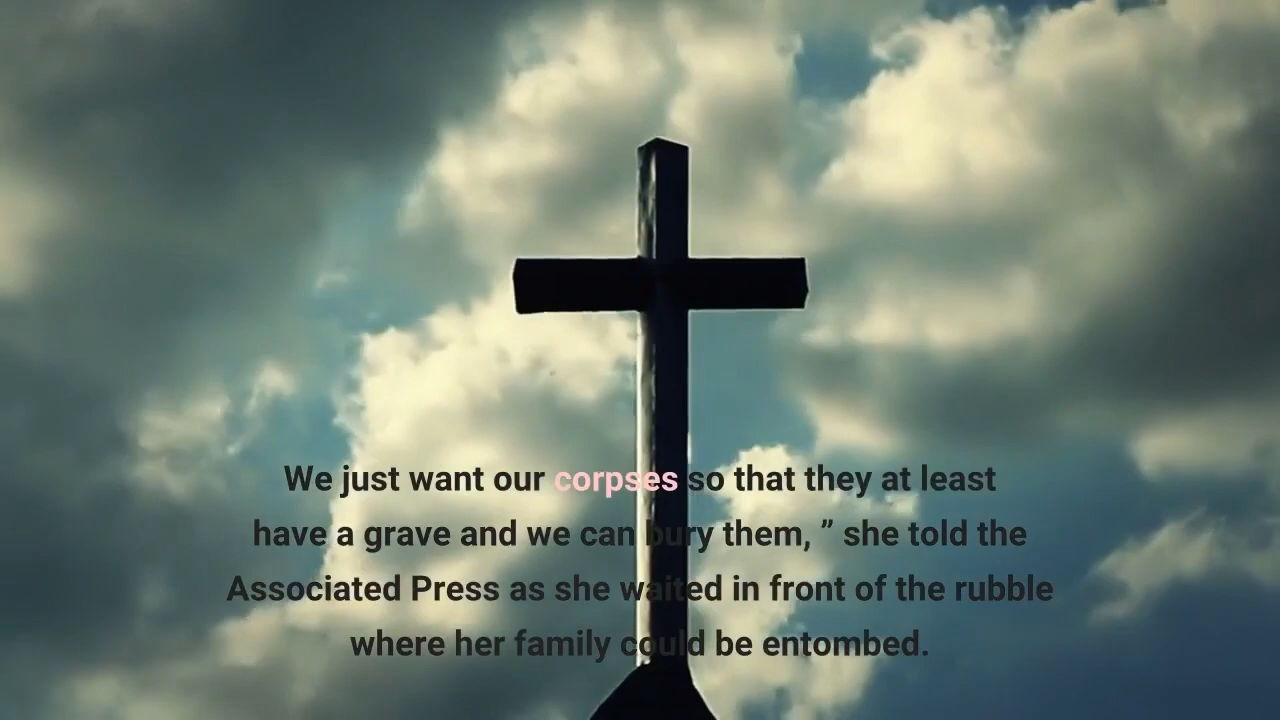 We just want our corpses so that they at least
have a grave and we can bury them, ” she told the
Associated Press as she waited in front of the rubble
where her family could be entombed.